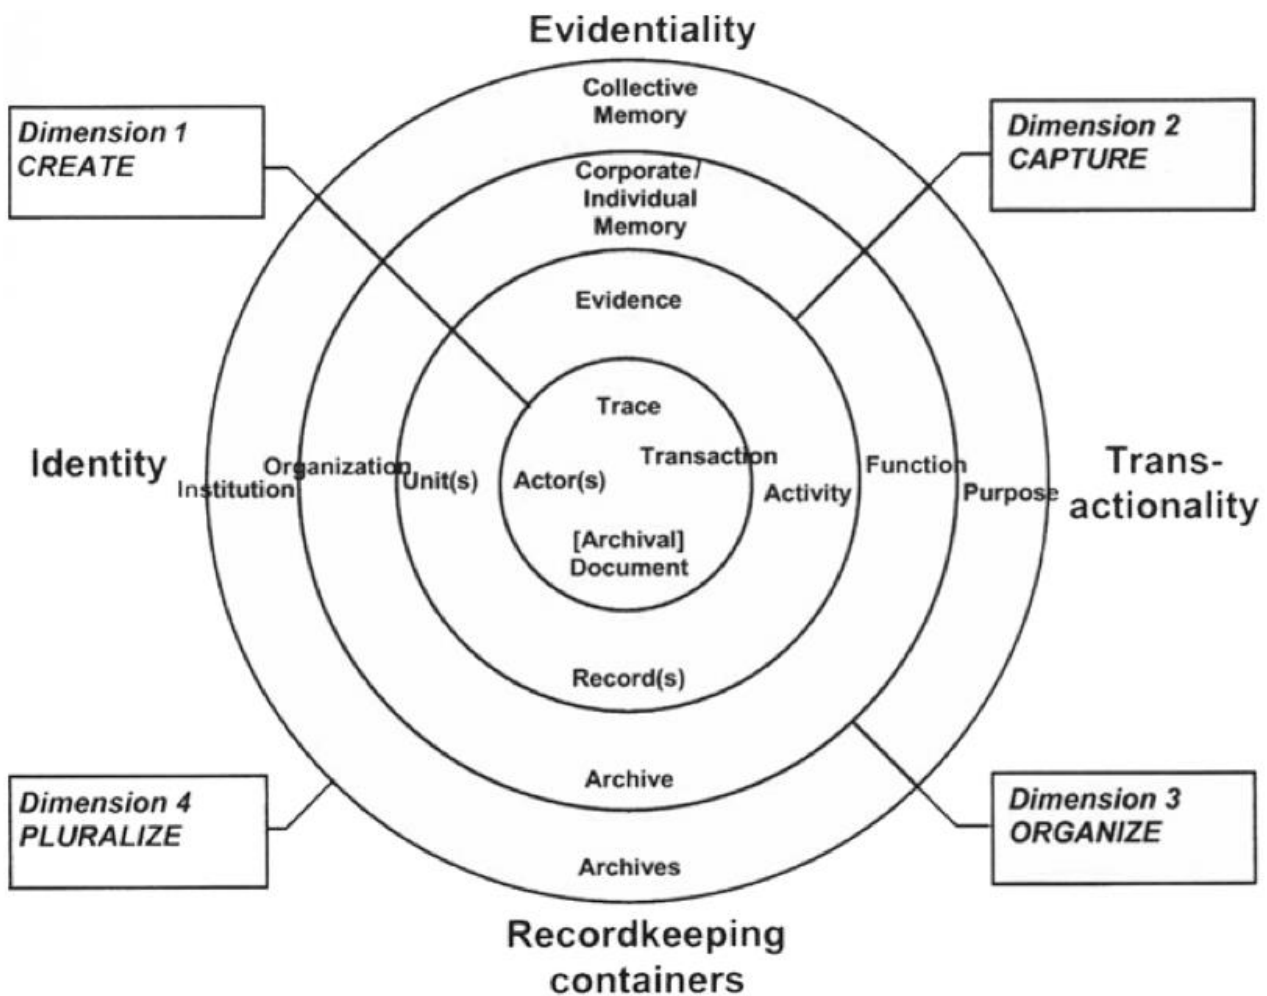 Evidentiality
Collective
Memory
Dimension 1
CREATE
Dimension 2
CAPTURE
Corporate/
Individual
Memory
Evidence
Trace
Identity
Institution
Organization
Unit(s)
Actor(s)
Transaction
Activity
Function
Purpose
Trans-
actionality
[Archival]
Document
Record(s)
Archive
Archives
Dimension 4
PLURALIZE
Dimension 3
ORGANIZE
Recordkeeping
containers